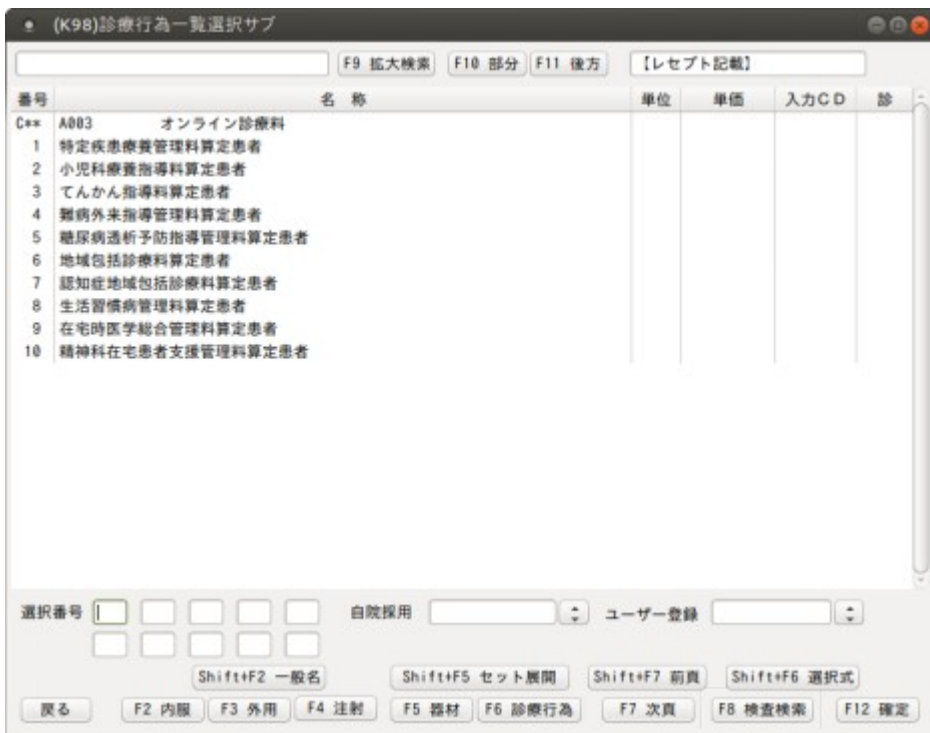 (K98)診療行為一覧選択サブ
F9 拡大検索 F10 部分 F11 後方 【レセプト記載】
番号 名 称 単位 単価 入力CD 診
C** A003 オンライン診療料
1 特定疾患療養管理料算定患者
2 小児科療養指導料算定患者
3 てんかん指導料算定患者
4 難病外来指導管理料算定患者
5 糖尿病透析予防指導管理料算定患者
6 地域包括診療料算定患者
7 認知症地域包括診療料算定患者
8 生活習慣病管理料算定患者
9 在宅時医学総合管理料算定患者
10 精神科在宅患者支援管理料算定患者
選択番号 自院採用 ユーザー登録
Shift+F2 一般名 Shift+F5 セット展開 Shift+F7 前頁 Shift+F6 選択式
戻る F2 内服 F3 外用 F4 注射 F5 器材 F6 診療行為 F7 次頁 F8 検査検索 F12 確定